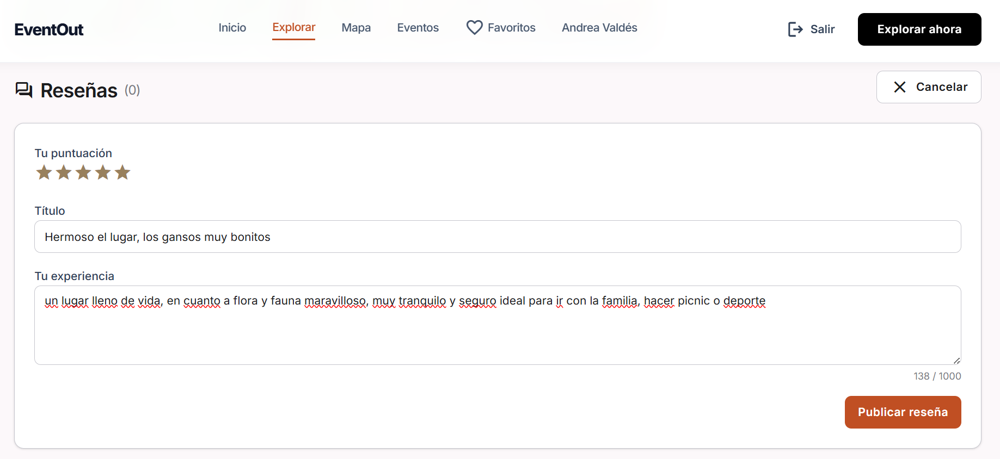 EventOut
Inicio
Explorar
Mapa
Eventos
Favoritos
Andrea Valdés
Salir
Explorar ahora
Reseñas (0)
Cancelar
Tu puntuación
Título
Hermoso el lugar, los gansos muy bonitos
Tu experiencia
un lugar lleno de vida, en cuanto a flora y fauna maravilloso, muy tranquilo y seguro ideal para ir con la familia, hacer picnic o deporte
138 / 1000
Publicar reseña